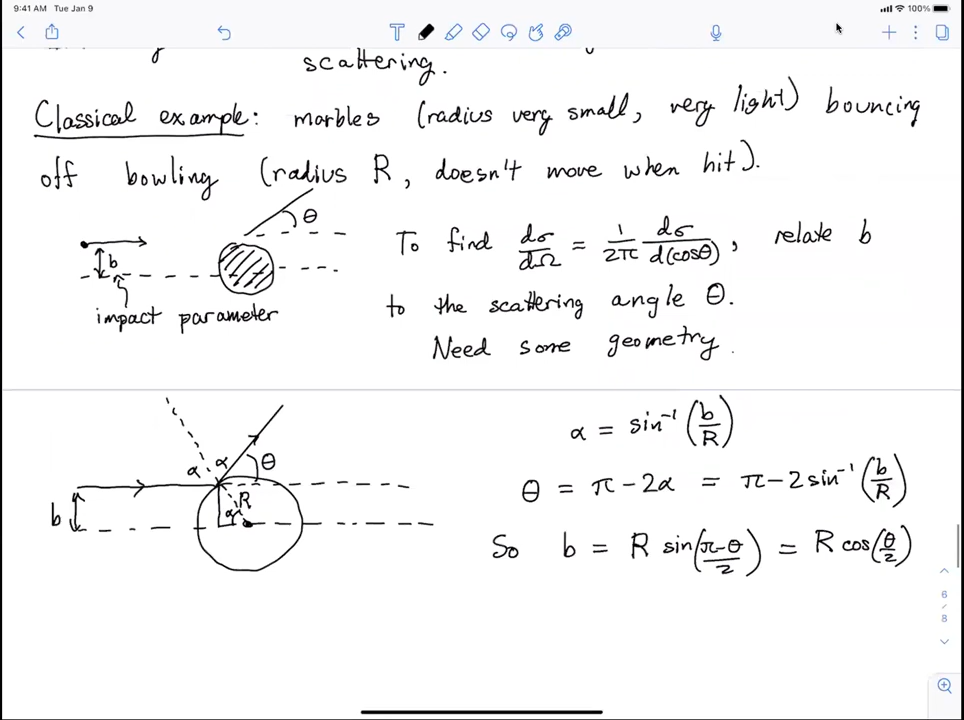 9:41 AM Tue Jan 9
100%
scattering.
Classical example: marbles (radius very small, very light) bouncing
off bowling (radius R, doesn't move when hit).
θ
b
impact parameter
To find dσ/dΩ = 1/2π dσ/d(cosθ), relate b
to the scattering angle θ.
Need some geometry.
α α θ
R
α
b
α = sin⁻¹(b/R)
θ = π-2α = π-2sin⁻¹(b/R)
So b = R sin(π-θ/2) = R cos(θ/2)
6
/
8